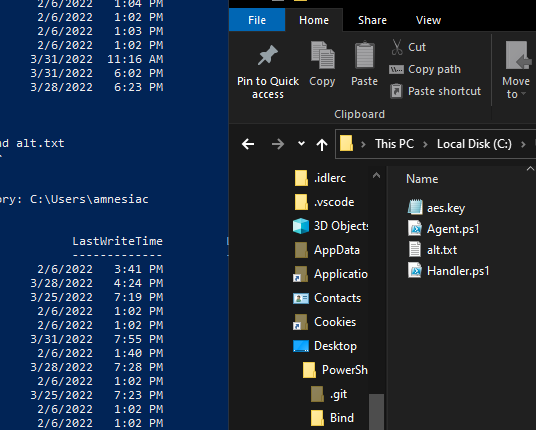 2/6/2022 1:04 PM
2/6/2022 1:02 PM
2/6/2022 1:03 PM
2/6/2022 1:02 PM
3/31/2022 11:16 AM
3/31/2022 6:02 PM
3/28/2022 6:23 PM
nd alt.txt
ory: C:\Users\amnesiac
LastWriteTime
-------------
2/6/2022 3:41 PM
3/28/2022 4:24 PM
3/25/2022 7:19 PM
2/6/2022 1:02 PM
2/6/2022 1:02 PM
3/31/2022 7:55 PM
2/6/2022 1:40 PM
3/28/2022 7:28 PM
2/6/2022 1:02 PM
3/25/2022 7:23 PM
2/6/2022 1:02 PM
2/6/2022 1:02 PM
File Home Share View
Pin to Quick access
Copy
Paste
Cut
Copy path
Paste shortcut
Move to
Clipboard
This PC > Local Disk (C:) >
.idlerc
.vscode
3D Objects
AppData
Applicatio
Contacts
Cookies
Desktop
PowerSh
.git
Bind
Name
aes.key
Agent.ps1
alt.txt
Handler.ps1